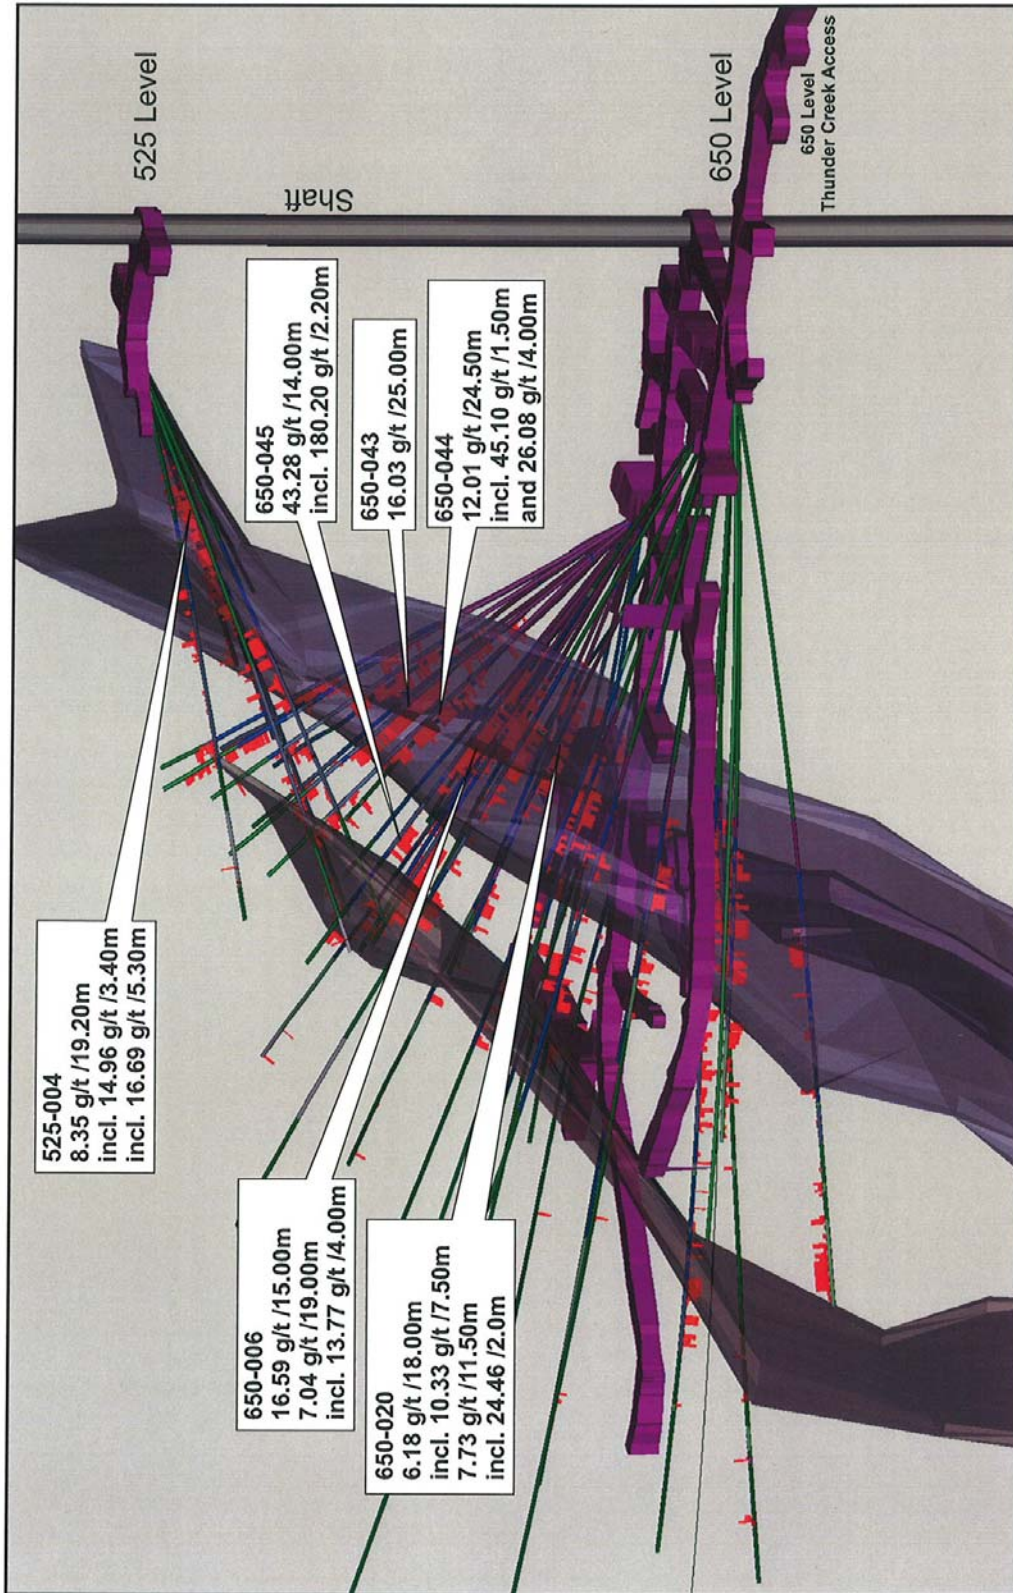 525 Level
Shaft
525-004
8.35 g/t /19.20m
incl. 14.96 g/t /3.40m
incl. 16.69 g/t /5.30m
650-045
43.28 g/t /14.00m
incl. 180.20 g/t /2.20m
650-043
16.03 g/t /25.00m
650-044
12.01 g/t /24.50m
incl. 45.10 g/t /1.50m
and 26.08 g/t /4.00m
650-006
16.59 g/t /15.00m
7.04 g/t /19.00m
incl. 13.77 g/t /4.00m
650-020
6.18 g/t /18.00m
incl. 10.33 g/t /7.50m
7.73 g/t /11.50m
incl. 24.46 /2.0m
650 Level
650 Level
Thunder Creek Access